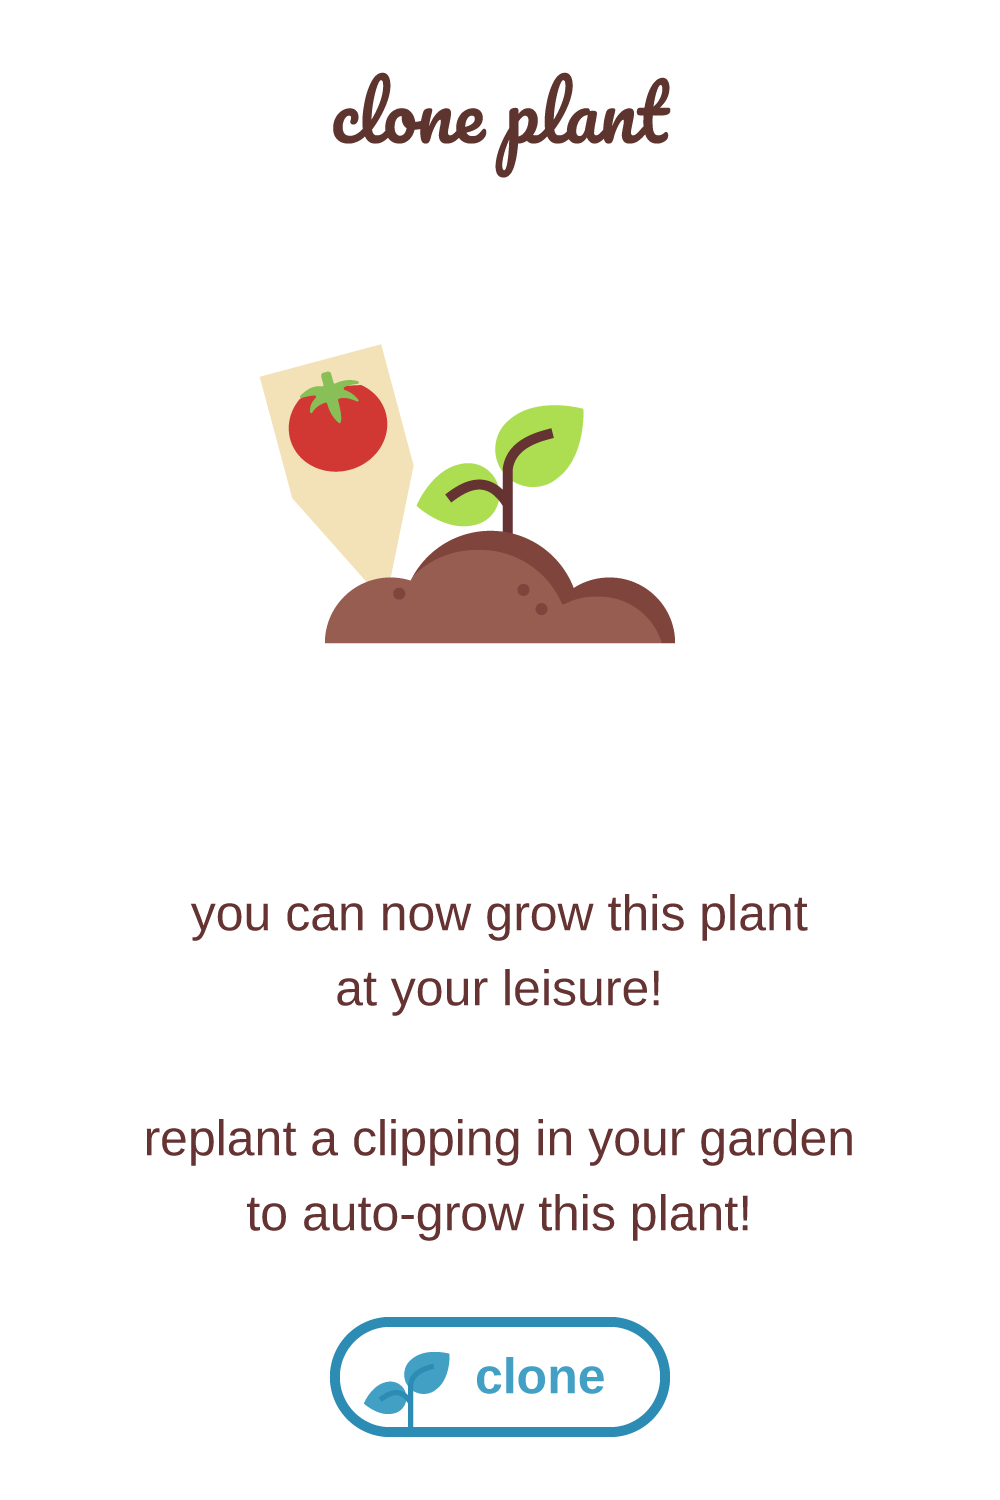 clone plant
you can now grow this plant
at your leisure!
replant a clipping in your garden
to auto-grow this plant!
clone